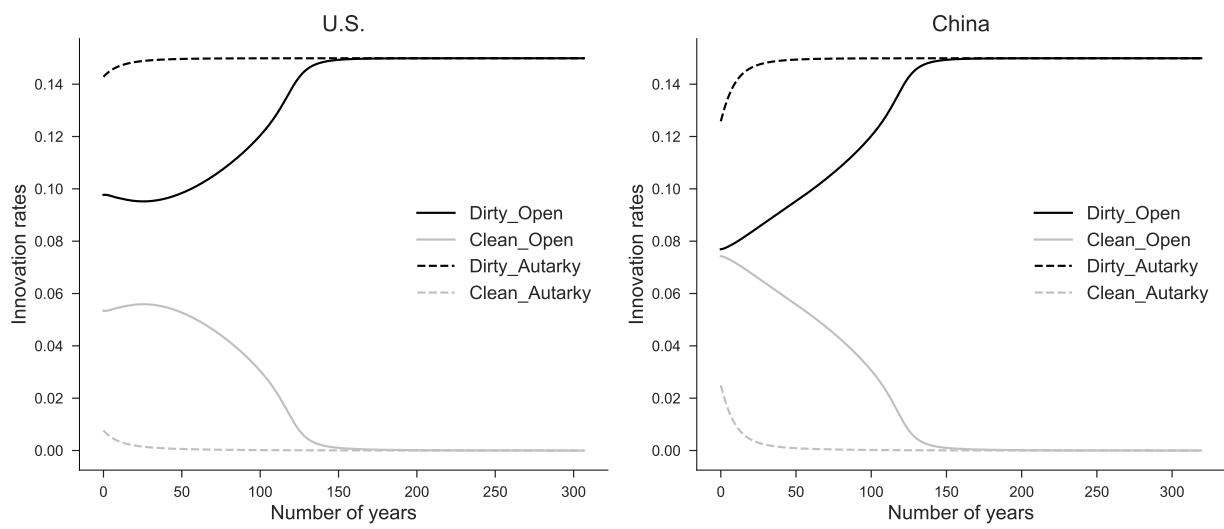 U.S.
Innovation rates
0.14
0.12
0.10
0.08
0.06
0.04
0.02
0.00
Dirty_Open
Clean_Open
Dirty_Autarky
Clean_Autarky
0 50 100 150 200 250 300
Number of years
China
Innovation rates
0.14
0.12
0.10
0.08
0.06
0.04
0.02
0.00
Dirty_Open
Clean_Open
Dirty_Autarky
Clean_Autarky
0 50 100 150 200 250 300
Number of years